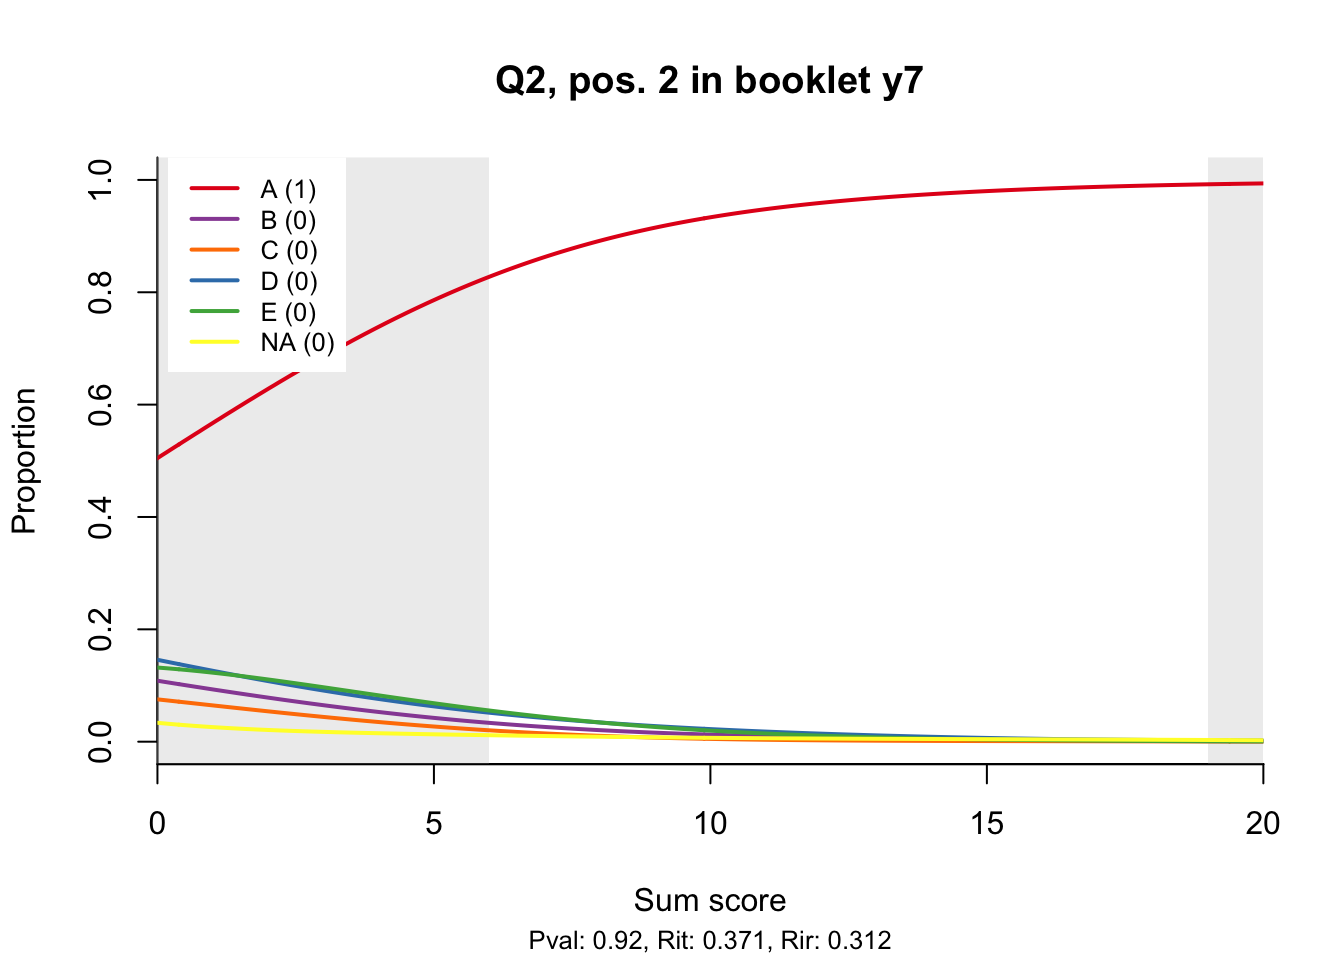 Q2, pos. 2 in booklet y7
A (1)
B (0)
C (0)
D (0)
E (0)
NA (0)
Proportion
1.0
0.8
0.6
0.4
0.2
0.0
0 5 10 15 20
Sum score
Pval: 0.92, Rit: 0.371, Rir: 0.312